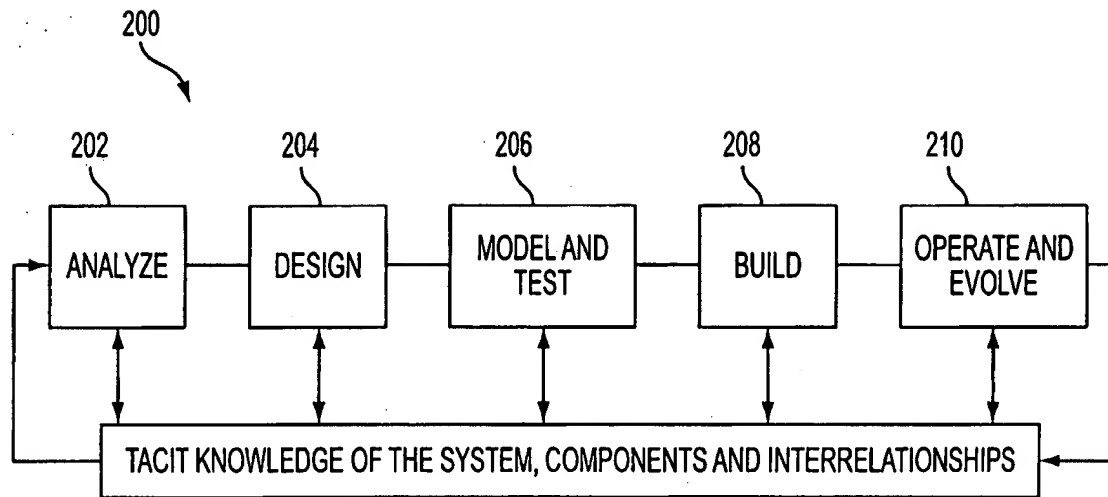 200
202
204
206
208
210
ANALYZE
DESIGN
MODEL AND
TEST
BUILD
OPERATE AND
EVOLVE
TACIT KNOWLEDGE OF THE SYSTEM, COMPONENTS AND INTERRELATIONSHIPS